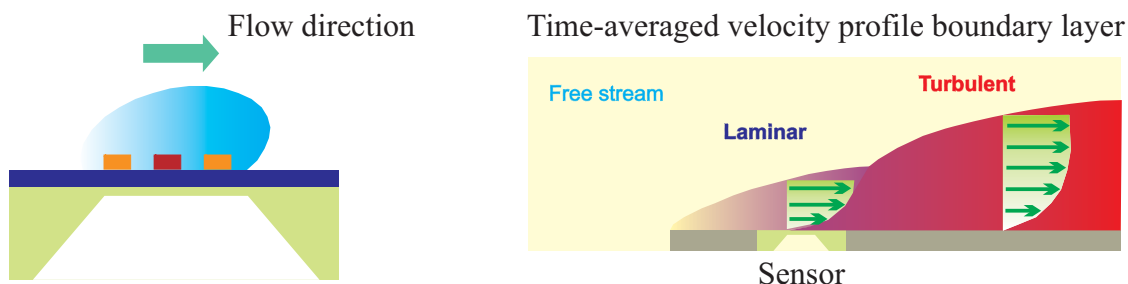 Flow direction
Time-averaged velocity profile boundary layer
Free stream
Turbulent
Laminar
Sensor